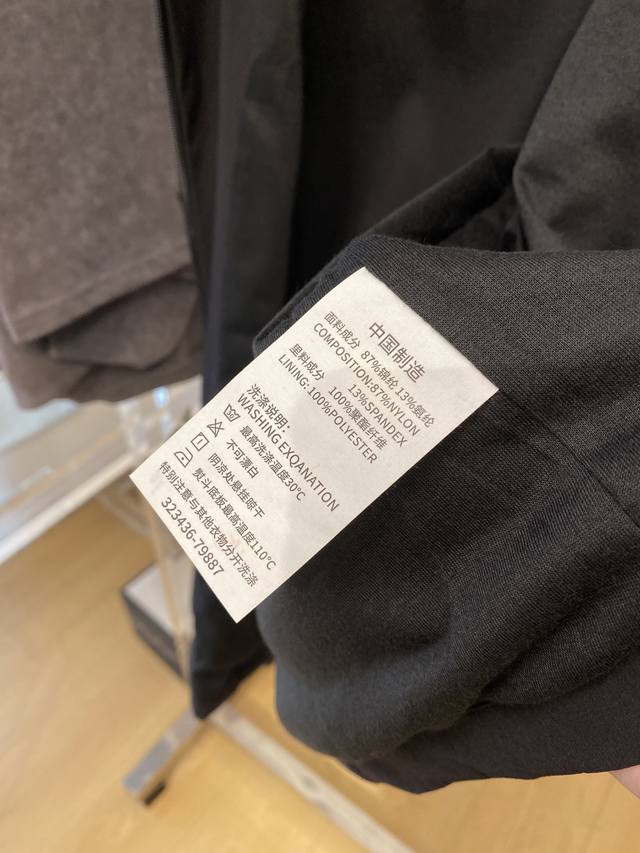 中国制造
面料成分 87%锦纶 13%氨纶
COMPOSITION:87%NYLON
13%SPANDEX
里料成分 100%聚酯纤维
LINING:100%POLYESTER
洗涤说明:
WASHING EXQANATION
最高洗涤温度30℃
不可漂白
阴凉处悬挂晾干
熨斗底板最高温度110℃
特别注意与其他衣物分开洗涤
323436-79887